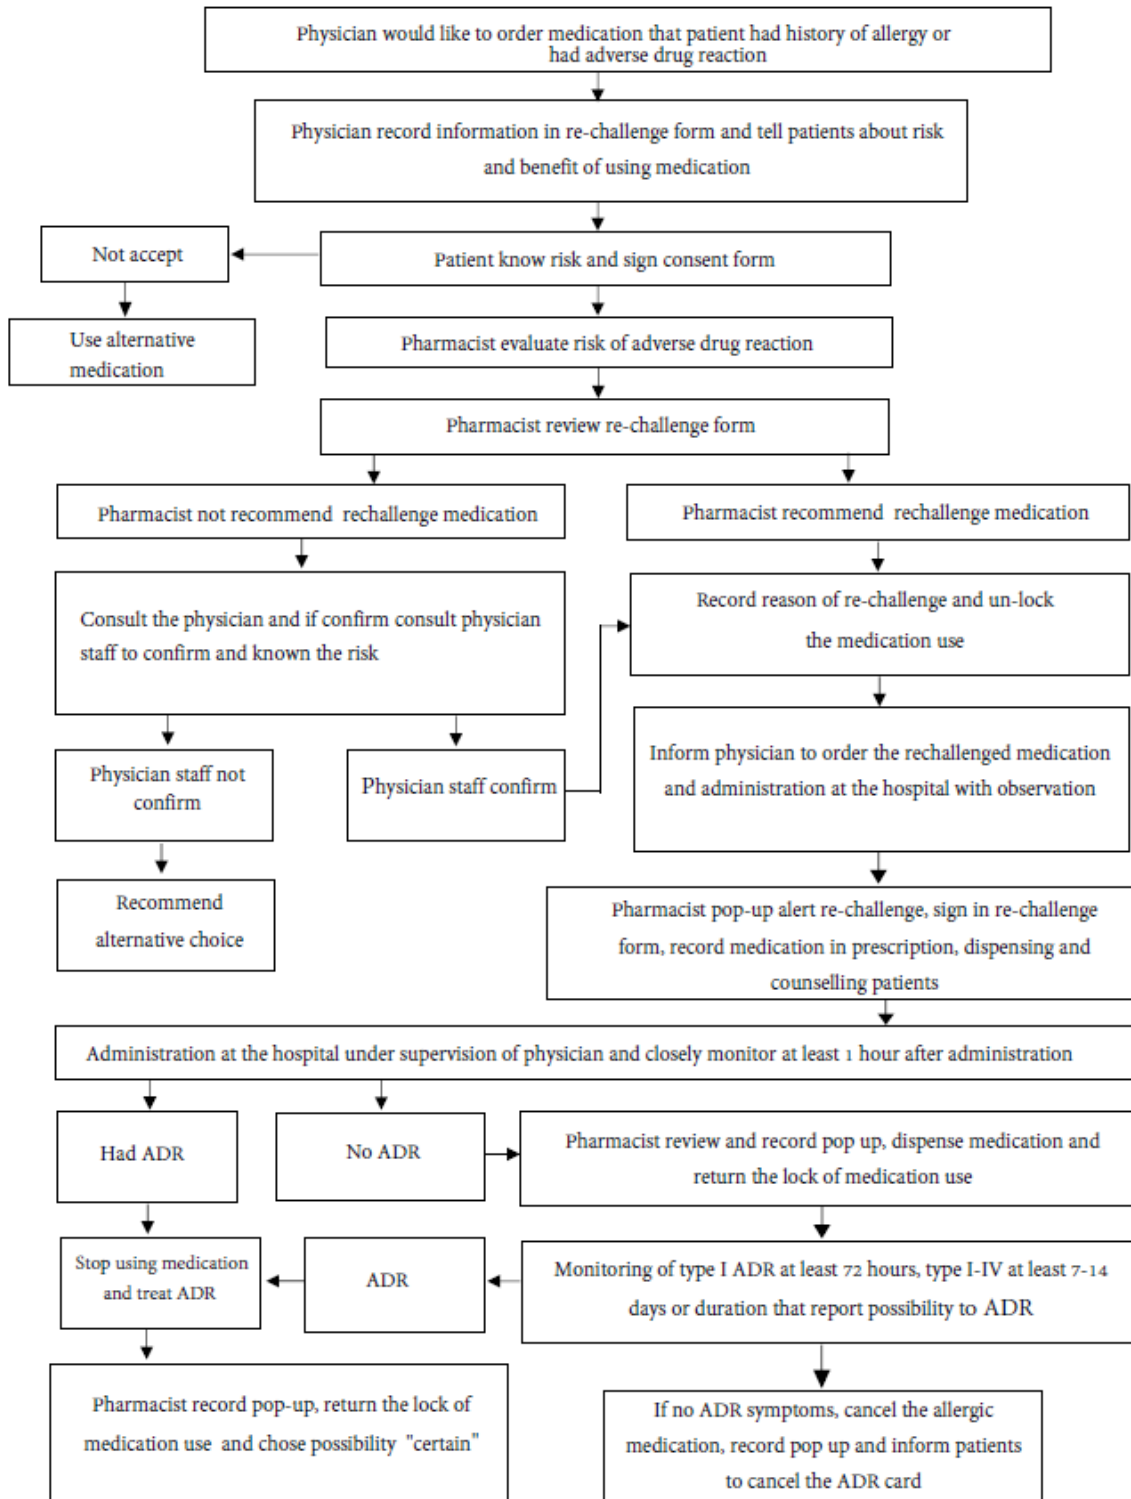 Physician would like to order medication that patient had history of allergy or
had adverse drug reaction
Physician record information in re-challenge form and tell patients about risk
and benefit of using medication
Not accept
Patient know risk and sign consent form
Use alternative
medication
Pharmacist evaluate risk of adverse drug reaction
Pharmacist review re-challenge form
Pharmacist not recommend rechallenge medication
Pharmacist recommend rechallenge medication
Consult the physician and if confirm consult physician
staff to confirm and known the risk
Record reason of re-challenge and un-lock
the medication use
Physician staff not
confirm
Physician staff confirm
Inform physician to order the rechallenged medication
and administration at the hospital with observation
Recommend
alternative choice
Pharmacist pop-up alert re-challenge, sign in re-challenge
form, record medication in prescription, dispensing and
counselling patients
Administration at the hospital under supervision of physician and closely monitor at least 1 hour after administration
Had ADR
No ADR
Pharmacist review and record pop up, dispense medication and
return the lock of medication use
Stop using medication
and treat ADR
ADR
Monitoring of type I ADR at least 72 hours, type I-IV at least 7-14
days or duration that report possibility to ADR
Pharmacist record pop-up, return the lock of
medication use and chose possibility "certain"
If no ADR symptoms, cancel the allergic
medication, record pop up and inform patients
to cancel the ADR card